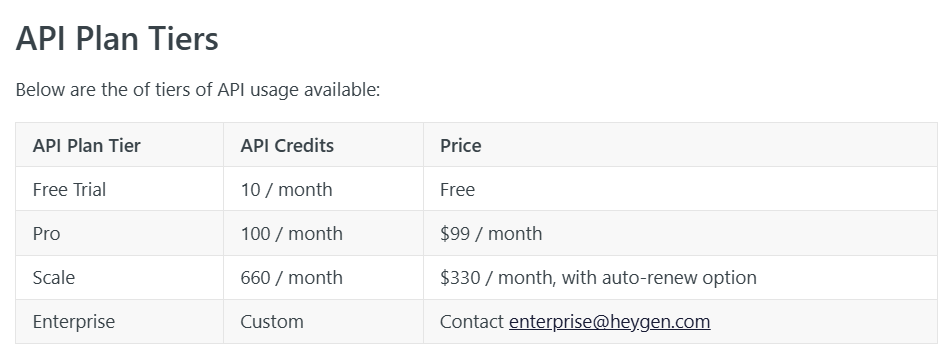 API Plan Tiers
Below are the of tiers of API usage available:
API Plan Tier API Credits Price
Free Trial 10 / month Free
Pro 100 / month $99 / month
Scale 660 / month $330 / month, with auto-renew option
Enterprise Custom Contact enterprise@heygen.com